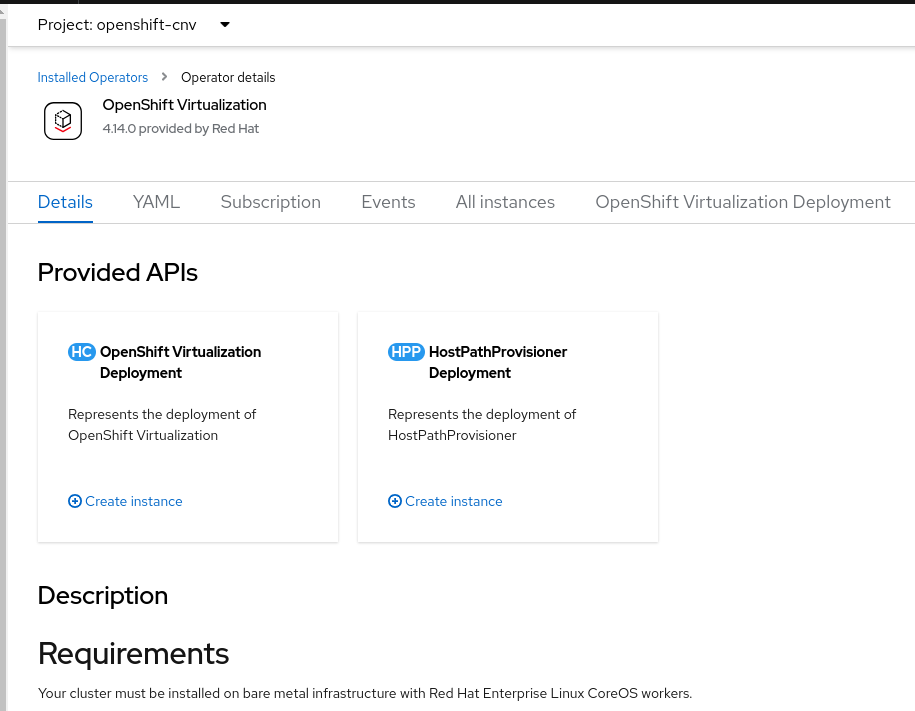 Project: openshift-cnv
Installed Operators > Operator details
OpenShift Virtualization
4.14.0 provided by Red Hat
Details YAML Subscription Events All instances OpenShift Virtualization Deployment
Provided APIs
HC OpenShift Virtualization
Deployment
Represents the deployment of
OpenShift Virtualization
Create instance
HPP HostPathProvisioner
Deployment
Represents the deployment of
HostPathProvisioner
Create instance
Description
Requirements
Your cluster must be installed on bare metal infrastructure with Red Hat Enterprise Linux CoreOS workers.